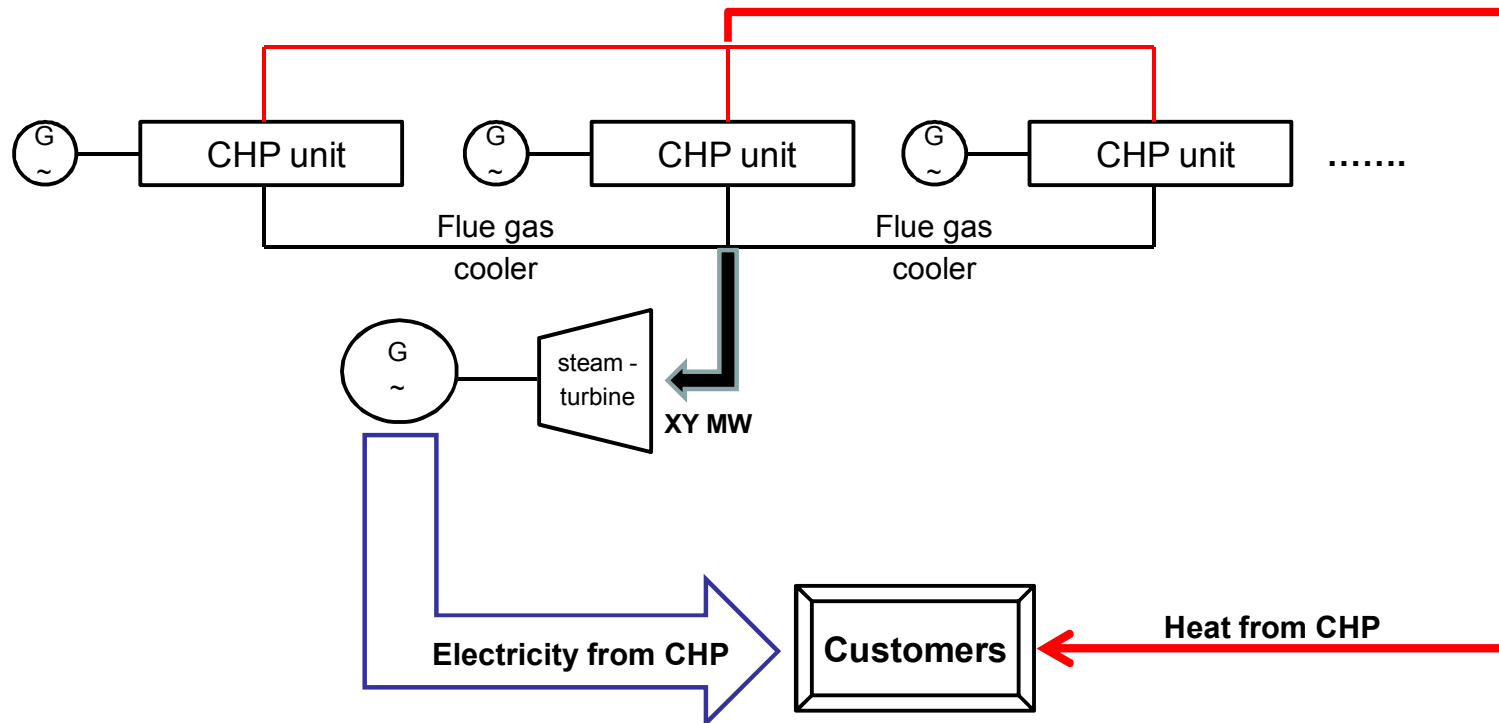 G
~
CHP unit
G
~
CHP unit
G
~
CHP unit
.......
Flue gas
cooler
Flue gas
cooler
G
~
steam -
turbine
XY MW
Electricity from CHP
Customers
Heat from CHP